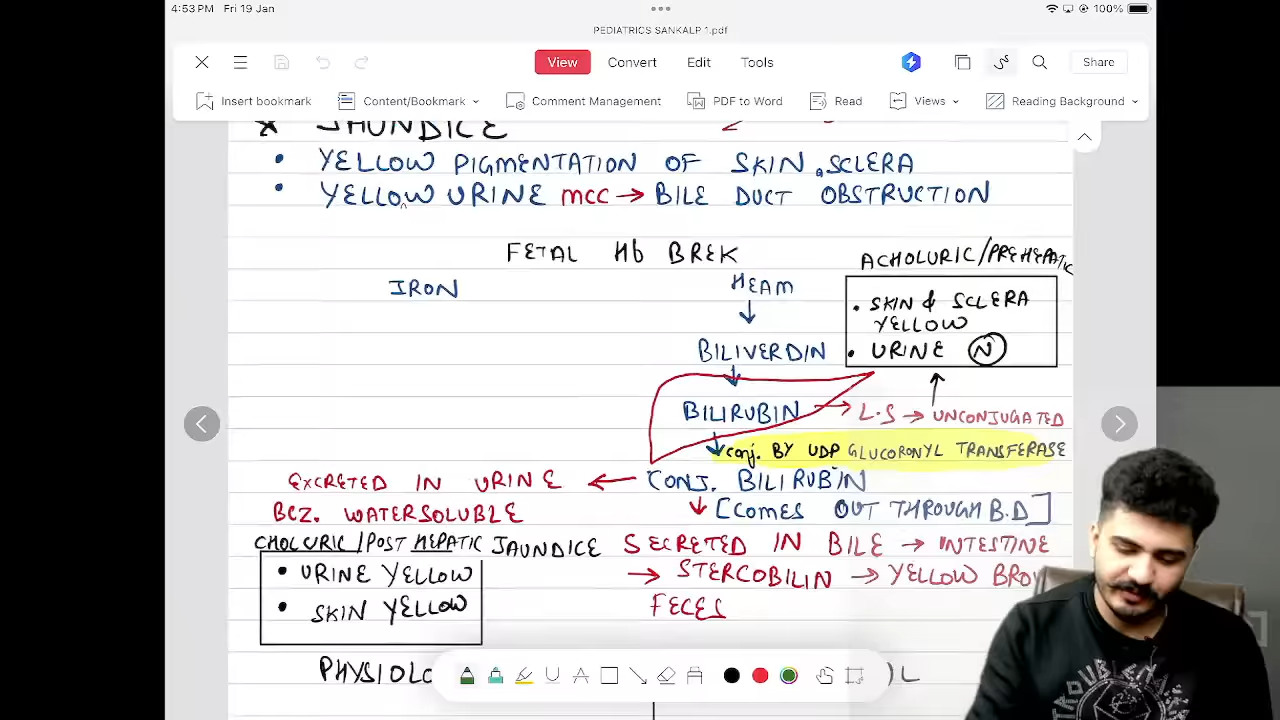 4:53 PM Fri 19 Jan
100%
PEDIATRICS SANKALP 1.pdf
View Convert Edit Tools
Share
Insert bookmark Content/Bookmark Comment Management PDF to Word Read Views Reading Background
* JAUNDICE
• YELLOW PIGMENTATION OF SKIN, SCLERA
• YELLOW URINE MCC → BILE DUCT OBSTRUCTION
FETAL Hb BREK
ACHOLURIC/PREHEPATIC
IRON
HEAM
• SKIN & SCLERA
YELLOW
• URINE N
↓
BILIVERDIN
↓
BILIRUBIN → L.S → UNCONJUGATED
↓ conj. BY UDP GLUCORONYL TRANSFERASE
EXCRETED IN URINE ← CONJ. BILIRUBIN
BCZ. WATERSOLUBLE
↓ [COMES OUT THROUGH B.D]
CHOLURIC/POST HEPATIC JAUNDICE
SECRETED IN BILE → INTESTINE
• URINE YELLOW
→ STERCOBILIN → YELLOW
• SKIN YELLOW
FECES